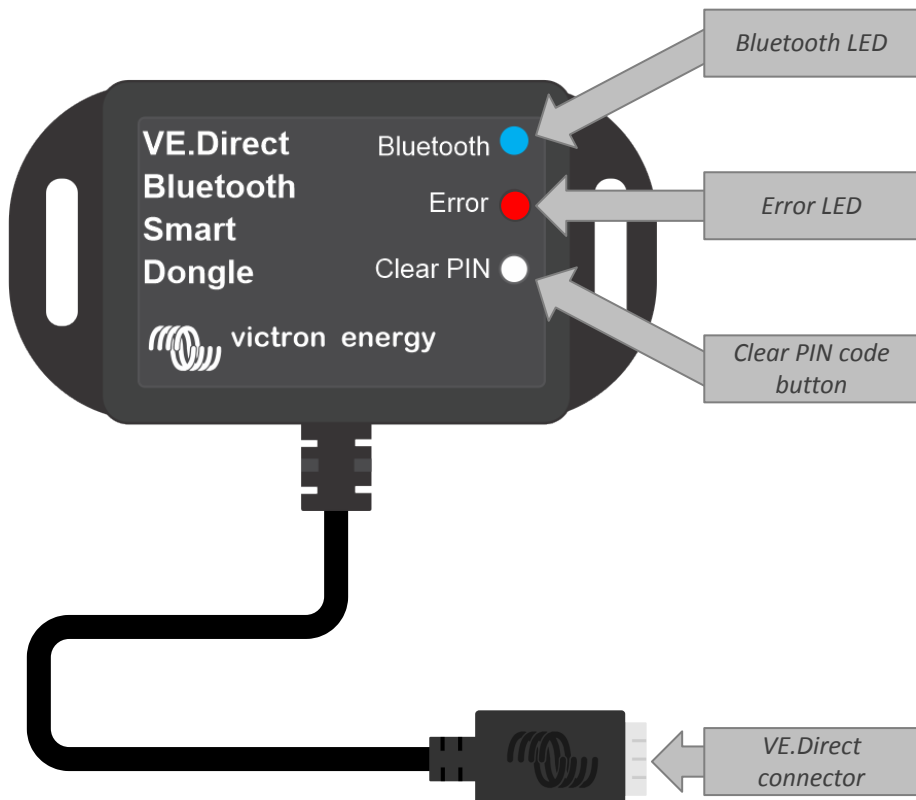 Bluetooth LED
VE.Direct
Bluetooth
Smart
Dongle
Bluetooth
Error
Clear PIN
Error LED
victron energy
Clear PIN code
button
VE.Direct
connector